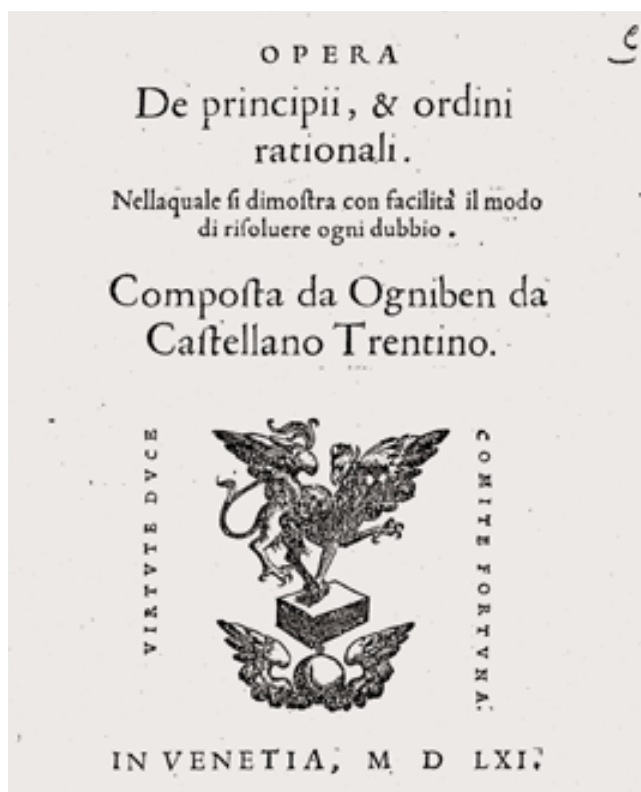 OPERA
De principii, & ordini
rationali.
Nellaquale ſi dimoſtra con facilità il modo
di riſoluere ogni dubbio.
Compoſta da Ogniben da
Caſtellano Trentino.
VIRTVTE DVCE
COMITE FORTVNA.
IN VENETIA, M D LXI.